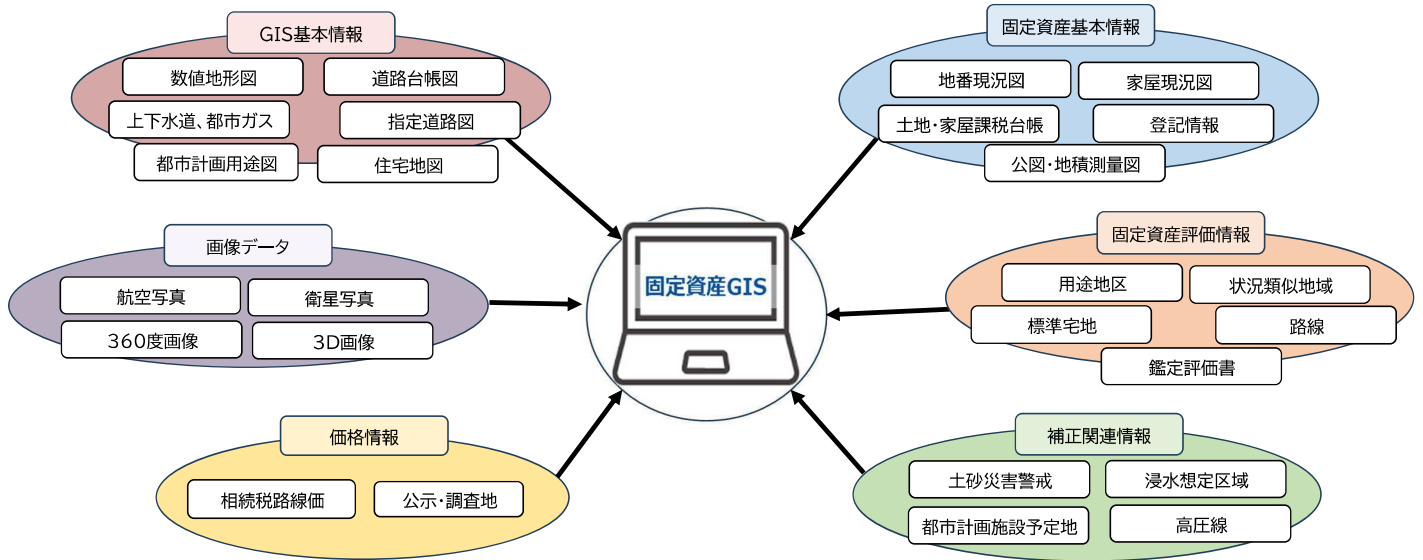 GIS基本情報
数値地形図
道路台帳図
上下水道、都市ガス
指定道路図
都市計画用途図
住宅地図
固定資産基本情報
地番現況図
家屋現況図
土地・家屋課税台帳
登記情報
公図・地積測量図
画像データ
航空写真
衛星写真
360度画像
3D画像
固定資産GIS
固定資産評価情報
用途地区
状況類似地域
標準宅地
路線
鑑定評価書
価格情報
相続税路線価
公示・調査地
補正関連情報
土砂災害警戒
浸水想定区域
都市計画施設予定地
高圧線